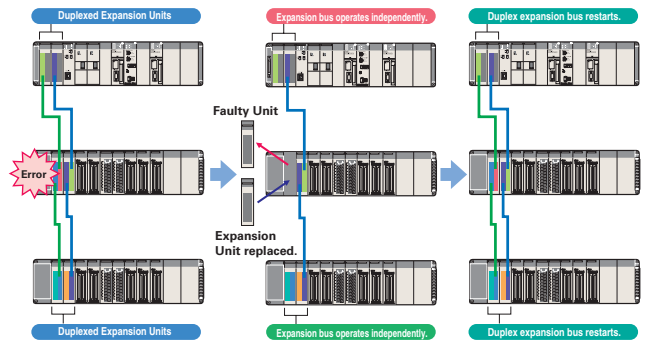 Duplexed Expansion Units
Expansion bus operates independently.
Duplex expansion bus restarts.
Faulty Unit
Error
Expansion
Unit replaced.
Duplexed Expansion Units
Expansion bus operates independently.
Duplex expansion bus restarts.